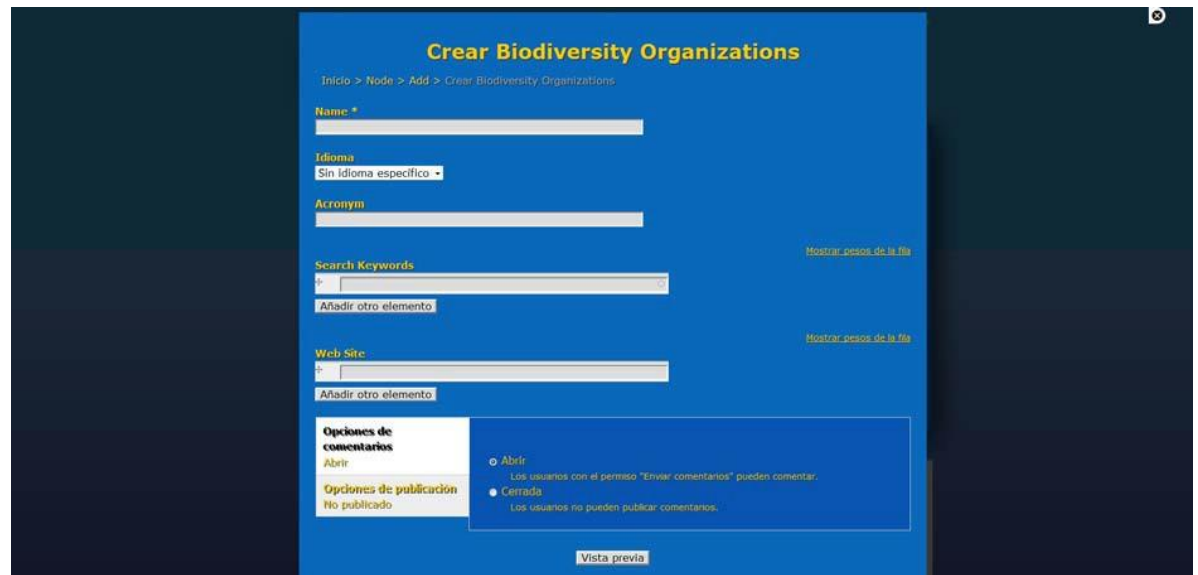 Crear Biodiversity Organizations
Inicio > Node > Add > Crear Biodiversity Organizations
Name *
Idioma
Sin idioma específico
Acronym
Mostrar pesos de la fila
Search Keywords
Añadir otro elemento
Mostrar pesos de la fila
Web Site
Añadir otro elemento
Opciones de
comentarios
Abrir
Opciones de publicación
No publicado
Abrir
Los usuarios con el permiso "Enviar comentarios" pueden comentar.
Cerrada
Los usuarios no pueden publicar comentarios.
Vista previa